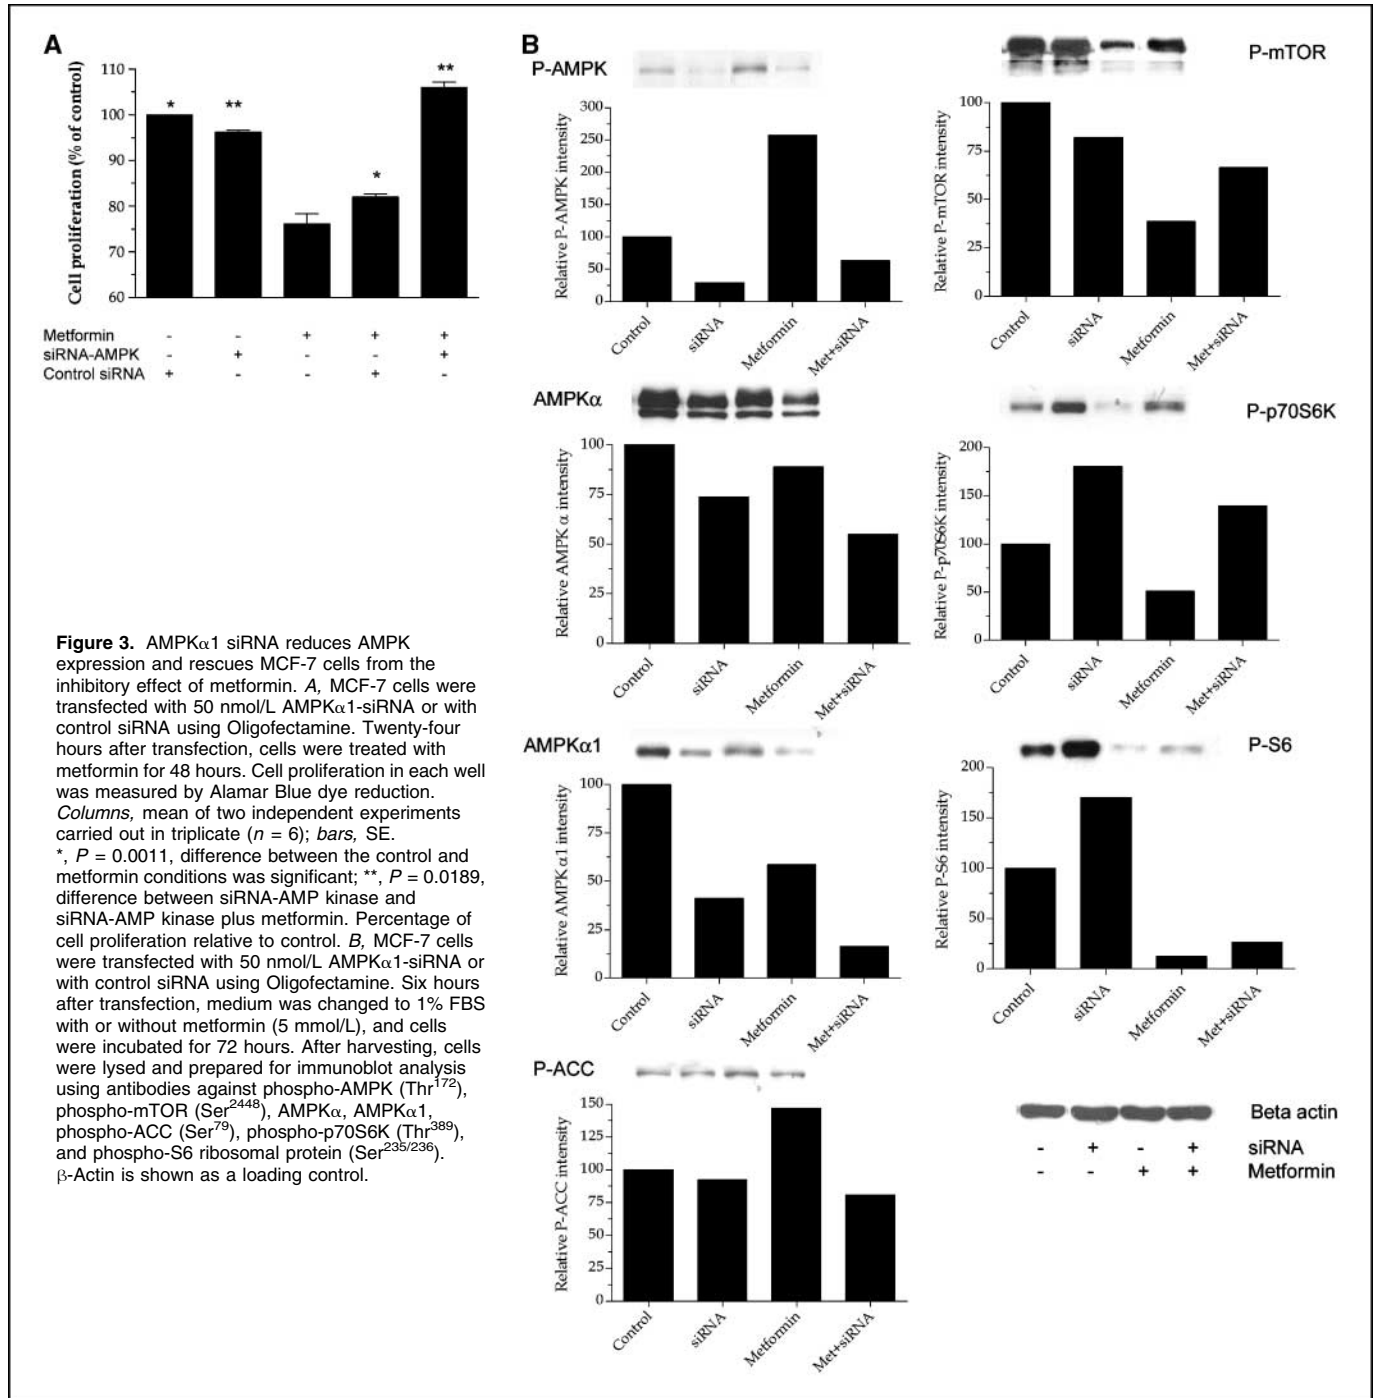 A
Cell proliferation (% of control)
110
100
90
80
70
60
* ** * **
Metformin - - + + +
siRNA-AMPK - + - - +
Control siRNA + - - + -
Figure 3. AMPKα1 siRNA reduces AMPK
expression and rescues MCF-7 cells from the
inhibitory effect of metformin. A, MCF-7 cells were
transfected with 50 nmol/L AMPKα1-siRNA or with
control siRNA using Oligofectamine. Twenty-four
hours after transfection, cells were treated with
metformin for 48 hours. Cell proliferation in each well
was measured by Alamar Blue dye reduction.
Columns, mean of two independent experiments
carried out in triplicate (n = 6); bars, SE.
*, P = 0.0011, difference between the control and
metformin conditions was significant; **, P = 0.0189,
difference between siRNA-AMP kinase and
siRNA-AMP kinase plus metformin. Percentage of
cell proliferation relative to control. B, MCF-7 cells
were transfected with 50 nmol/L AMPKα1-siRNA or
with control siRNA using Oligofectamine. Six hours
after transfection, medium was changed to 1% FBS
with or without metformin (5 mmol/L), and cells
were incubated for 72 hours. After harvesting, cells
were lysed and prepared for immunoblot analysis
using antibodies against phospho-AMPK (Thr172),
phospho-mTOR (Ser2448), AMPKα, AMPKα1,
phospho-ACC (Ser79), phospho-p70S6K (Thr389),
and phospho-S6 ribosomal protein (Ser235/236).
β-Actin is shown as a loading control.
B
P-AMPK
Relative P-AMPK intensity
300
250
200
150
100
50
0
Control siRNA Metformin Met+siRNA
AMPKα
Relative AMPK α intensity
100
75
50
25
0
Control siRNA Metformin Met+siRNA
AMPKα1
Relative AMPK α1 intensity
100
75
50
25
0
Control siRNA Metformin Met+siRNA
P-ACC
Relative P-ACC intensity
150
125
100
75
50
25
0
Control siRNA Metformin Met+siRNA
P-mTOR
Relative P-mTOR intensity
100
75
50
25
0
Control siRNA Metformin Met+siRNA
P-p70S6K
Relative P-p70S6K intensity
200
150
100
50
0
Control siRNA Metformin Met+siRNA
P-S6
Relative P-S6 intensity
200
150
100
50
0
Control siRNA Metformin Met+siRNA
Beta actin
- + - + siRNA
- - + + Metformin